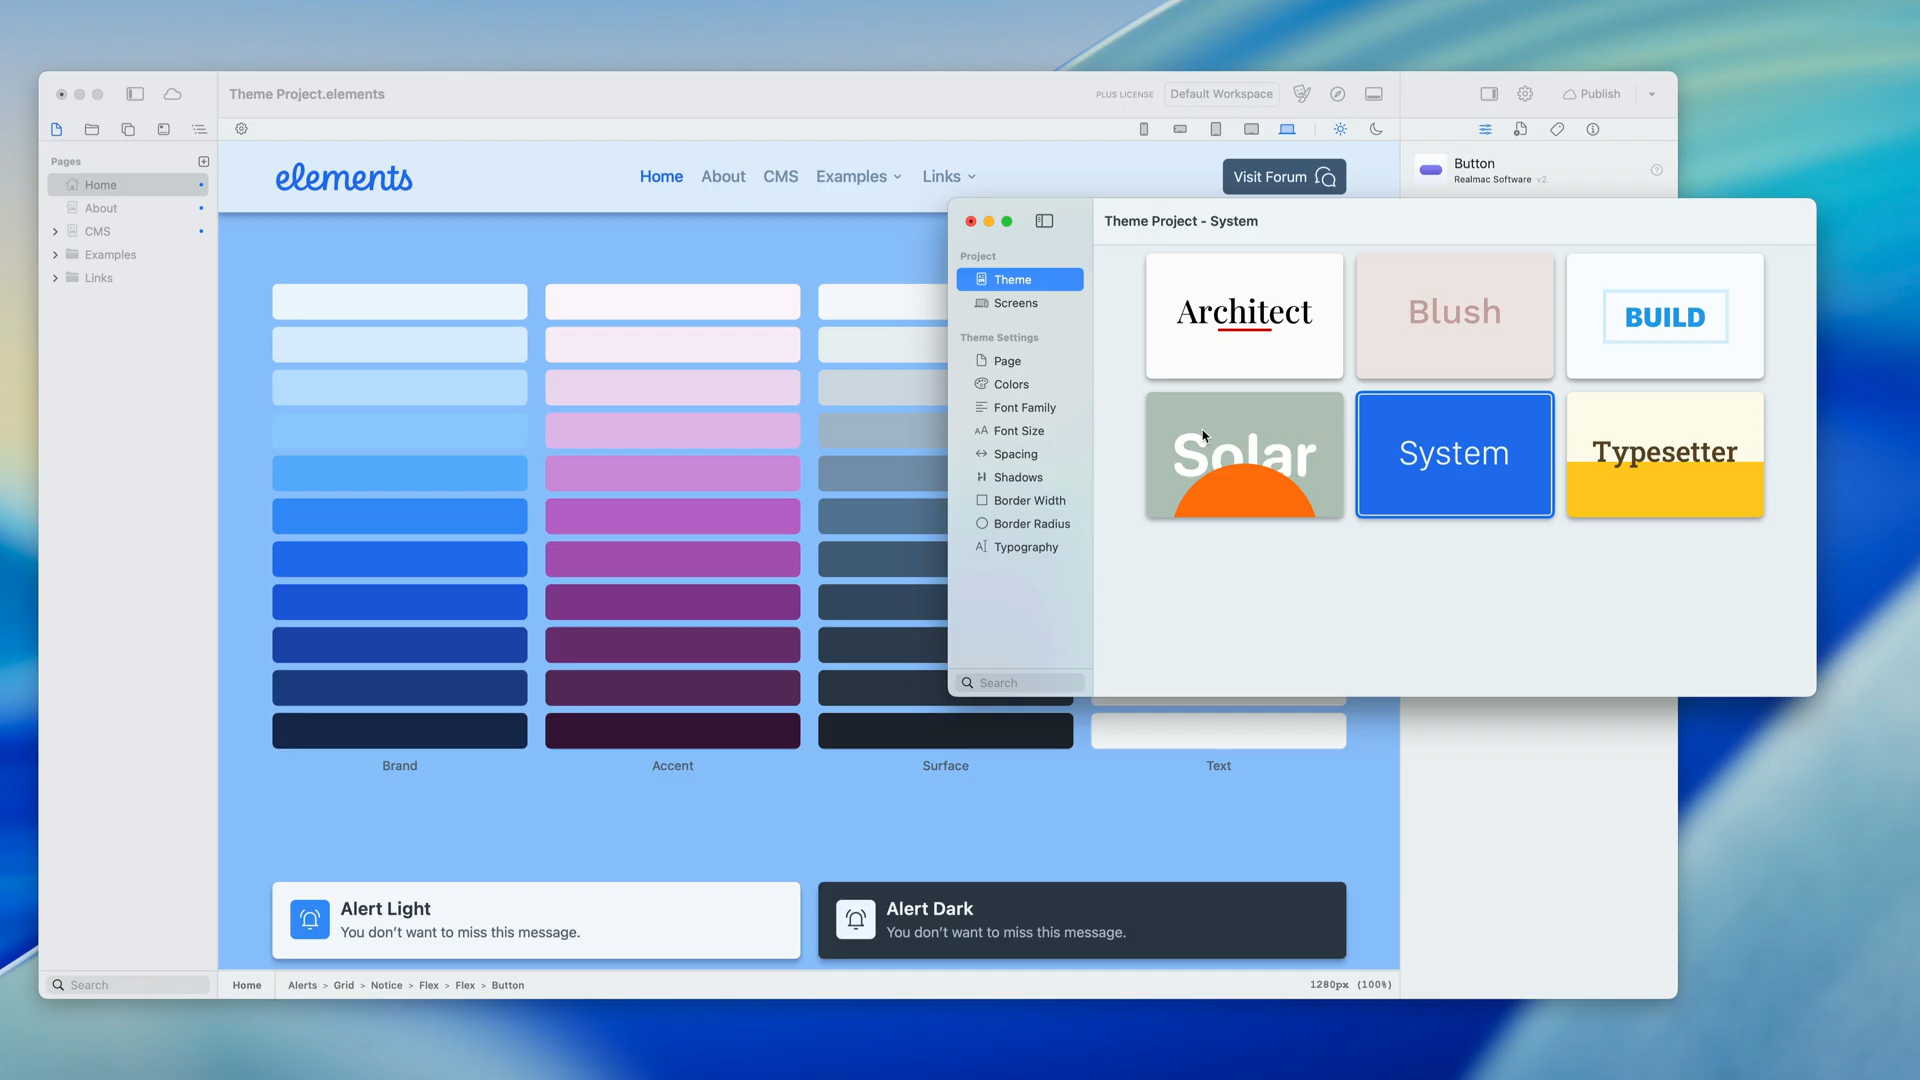 Theme Project.elements
PLUS LICENSE
Default Workspace
Publish
Pages
Home
About
CMS
Examples
Links
Search
elements
Home
About
CMS
Examples
Links
Visit Forum
Brand
Accent
Surface
Text
Alert Light
You don't want to miss this message.
Alert Dark
You don't want to miss this message.
Home
Alerts > Grid > Notice > Flex > Flex > Button
1280px (100%)
Button
Realmac Software v2
Theme Project - System
Project
Theme
Screens
Theme Settings
Page
Colors
Font Family
AA Font Size
Spacing
Shadows
Border Width
Border Radius
Typography
Search
Architect
Blush
BUILD
Solar
System
Typesetter